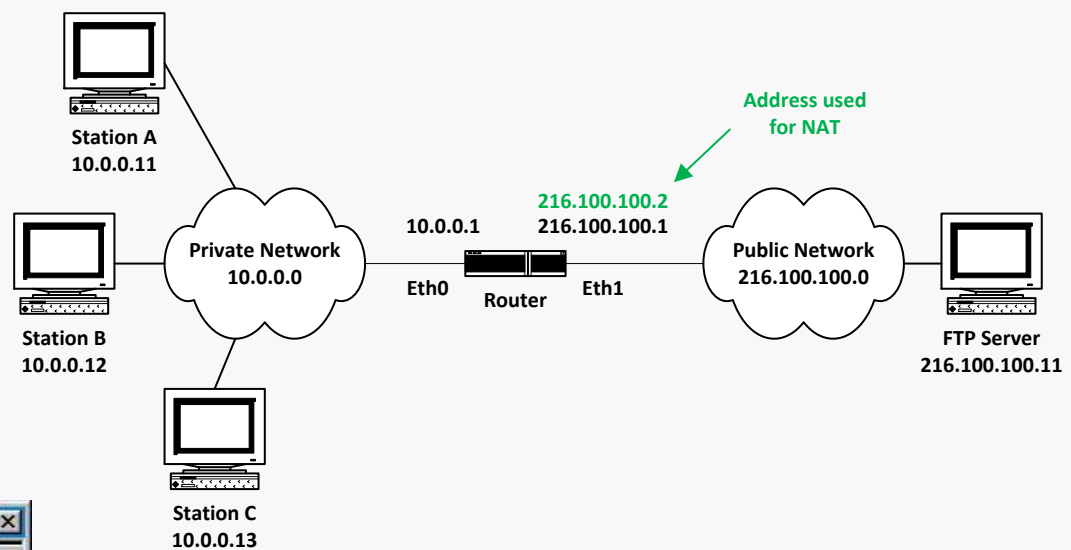 Station A
10.0.0.11
Address used
for NAT
216.100.100.2
10.0.0.1
216.100.100.1
Private Network
10.0.0.0
Public Network
216.100.100.0
Eth0
Router
Eth1
Station B
10.0.0.12
FTP Server
216.100.100.11
Station C
10.0.0.13